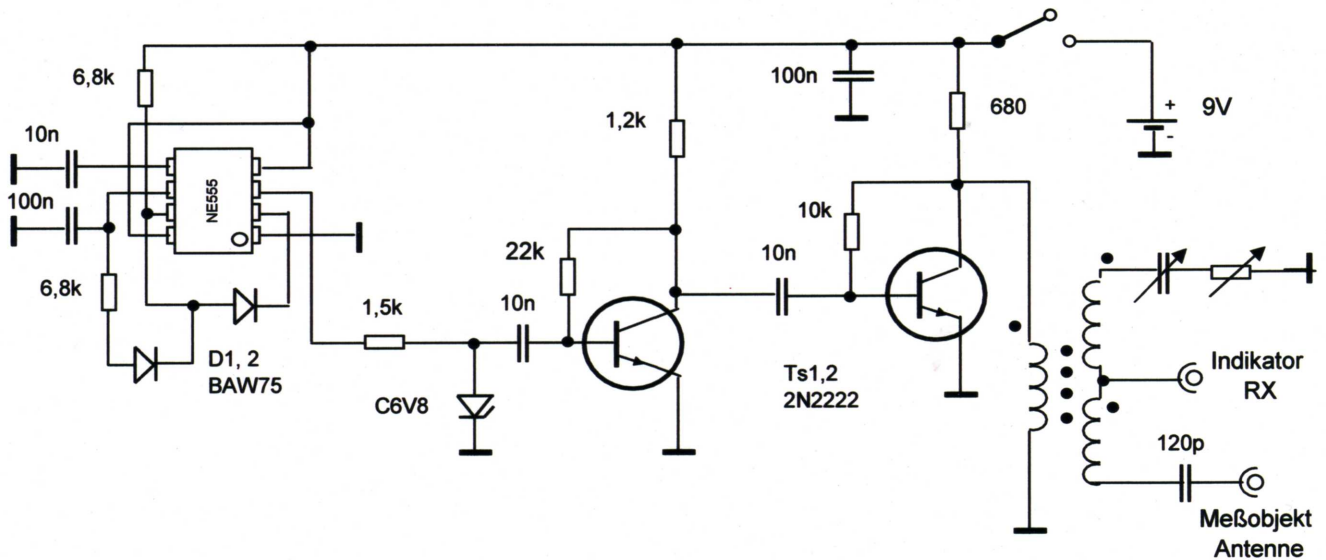 6,8k
10n
100n
NE555
6,8k
D1, 2
BAW75
1,5k
C6V8
10n
22k
1,2k
100n
10n
10k
680
+
-
9V
Ts1,2
2N2222
Indikator
RX
120p
Meßobjekt
Antenne